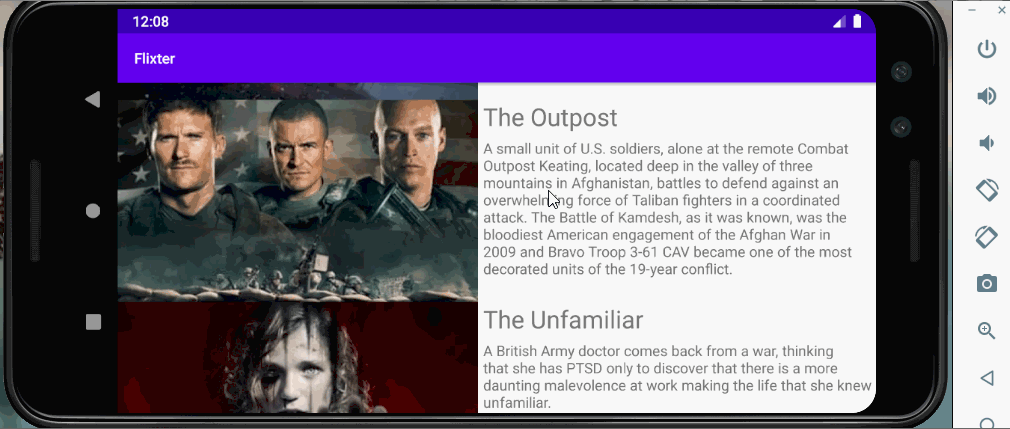 12:08
Flixter
The Outpost
A small unit of U.S. soldiers, alone at the remote Combat
Outpost Keating, located deep in the valley of three
mountains in Afghanistan, battles to defend against an
overwhelming force of Taliban fighters in a coordinated
attack. The Battle of Kamdesh, as it was known, was the
bloodiest American engagement of the Afghan War in
2009 and Bravo Troop 3-61 CAV became one of the most
decorated units of the 19-year conflict.
The Unfamiliar
A British Army doctor comes back from a war, thinking
that she has PTSD only to discover that there is a more
daunting malevolence at work making the life that she knew
unfamiliar.